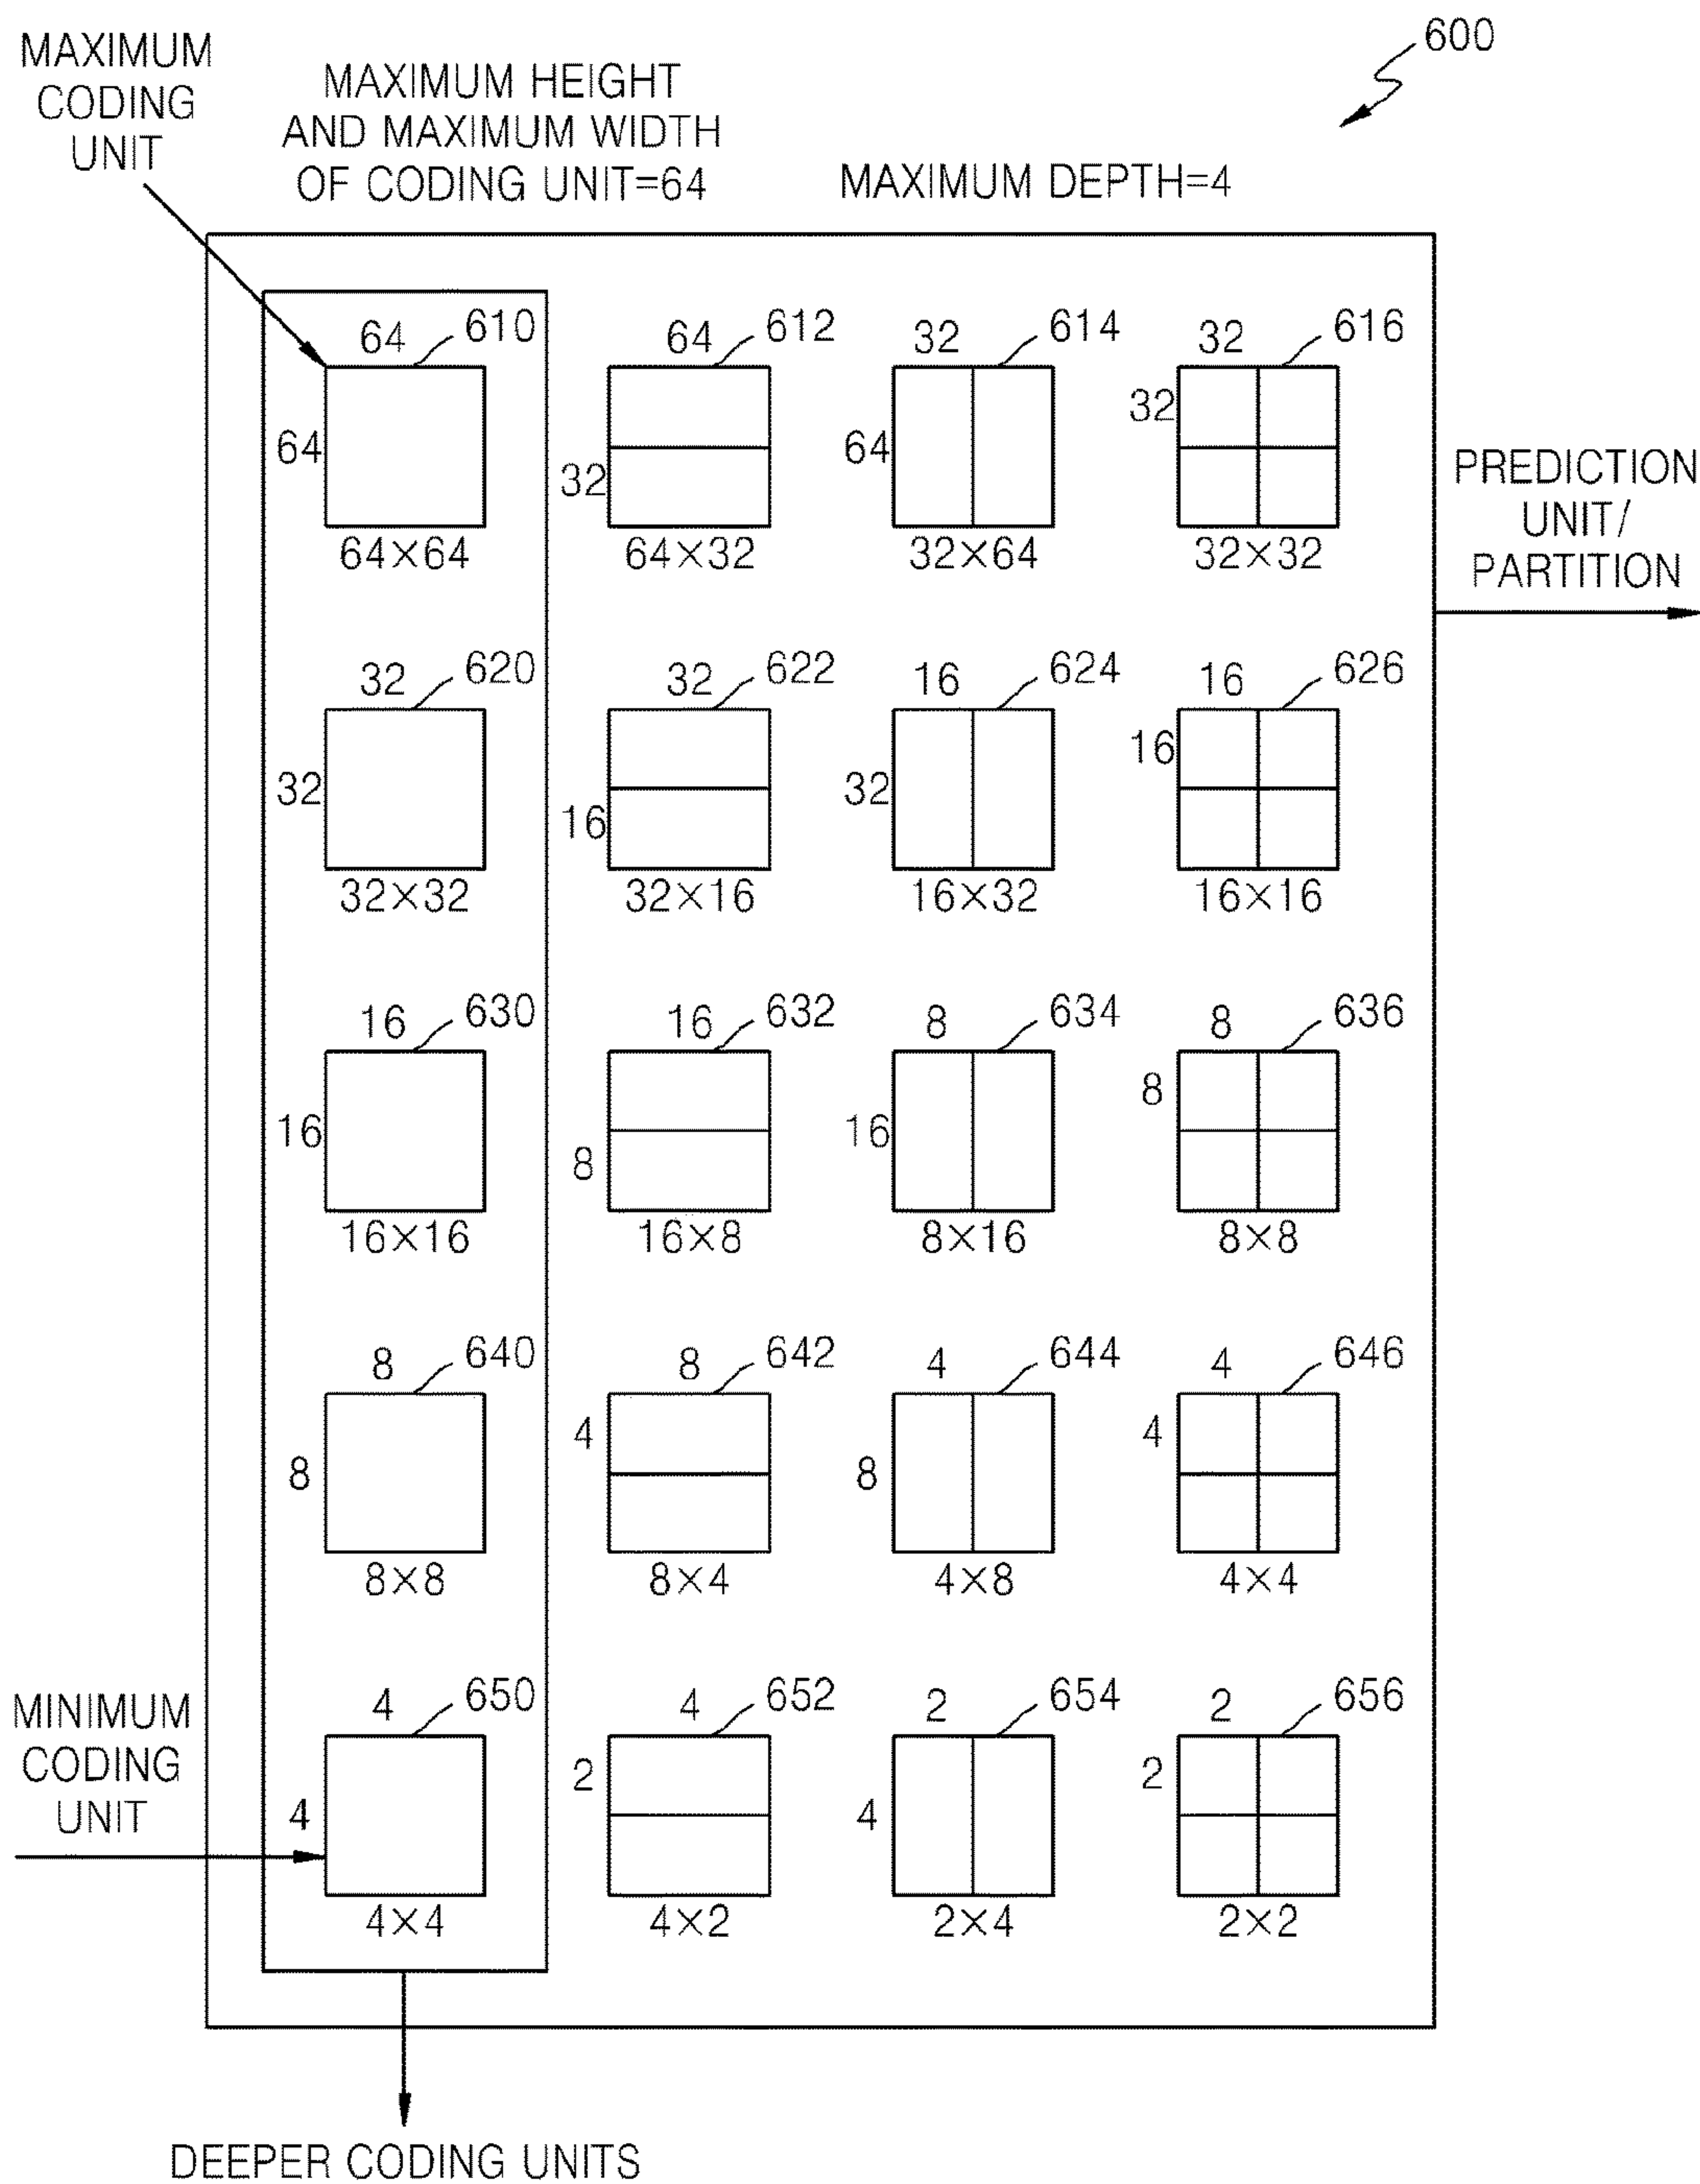 600
MAXIMUM
CODING
UNIT
MAXIMUM HEIGHT
AND MAXIMUM WIDTH
OF CODING UNIT=64
MAXIMUM DEPTH=4
64 610 64 612 32 614 32 616
64 32 64 32
64×64 64×32 32×64 32×32
PREDICTION
UNIT/
PARTITION
32 620 32 622 16 624 16 626
32 16 32 16
32×32 32×16 16×32 16×16
16 630 16 632 8 634 8 636
16 8 16 8
16×16 16×8 8×16 8×8
8 640 8 642 4 644 4 646
8 4 8 4
8×8 8×4 4×8 4×4
MINIMUM
CODING
UNIT
4 650 4 652 2 654 2 656
4 2 4 2
4×4 4×2 2×4 2×2
DEEPER CODING UNITS